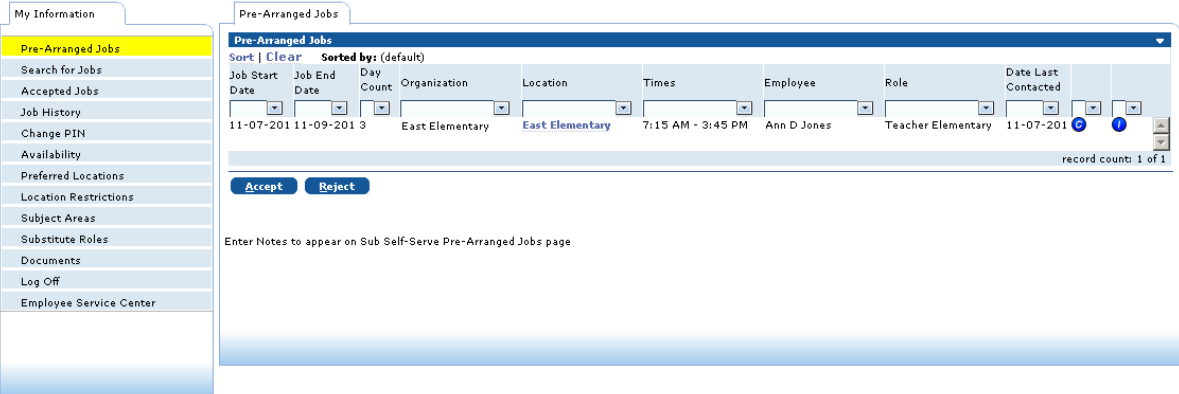 My Information
Pre-Arranged Jobs
Search for Jobs
Accepted Jobs
Job History
Change PIN
Availability
Preferred Locations
Location Restrictions
Subject Areas
Substitute Roles
Documents
Log Off
Employee Service Center
Pre-Arranged Jobs
Pre-Arranged Jobs
Sort | Clear Sorted by: (default)
Job Start Date Job End Date Day Count Organization Location Times Employee Role Date Last Contacted
11-07-201 11-09-201 3 East Elementary East Elementary 7:15 AM - 3:45 PM Ann D Jones Teacher Elementary 11-07-201 C I
record count: 1 of 1
Accept Reject
Enter Notes to appear on Sub Self-Serve Pre-Arranged Jobs page